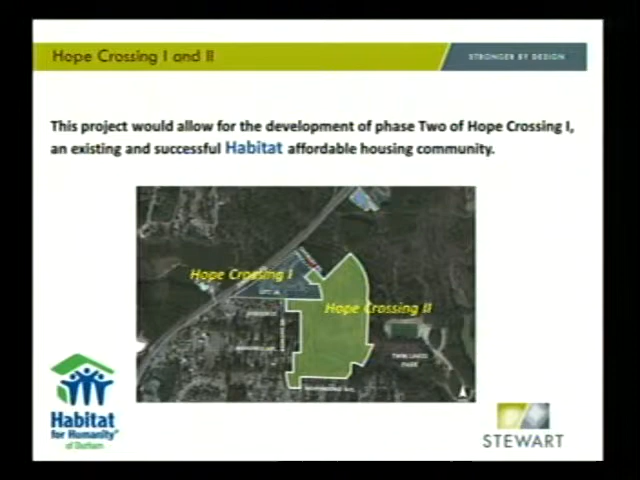 Hope Crossing I and II
STRONGER BY DESIGN
This project would allow for the development of phase Two of Hope Crossing I,
an existing and successful Habitat affordable housing community.
Hope Crossing I
Hope Crossing II
TWIN LAKES
PARK
Habitat
for Humanity®
of Durham
STEWART